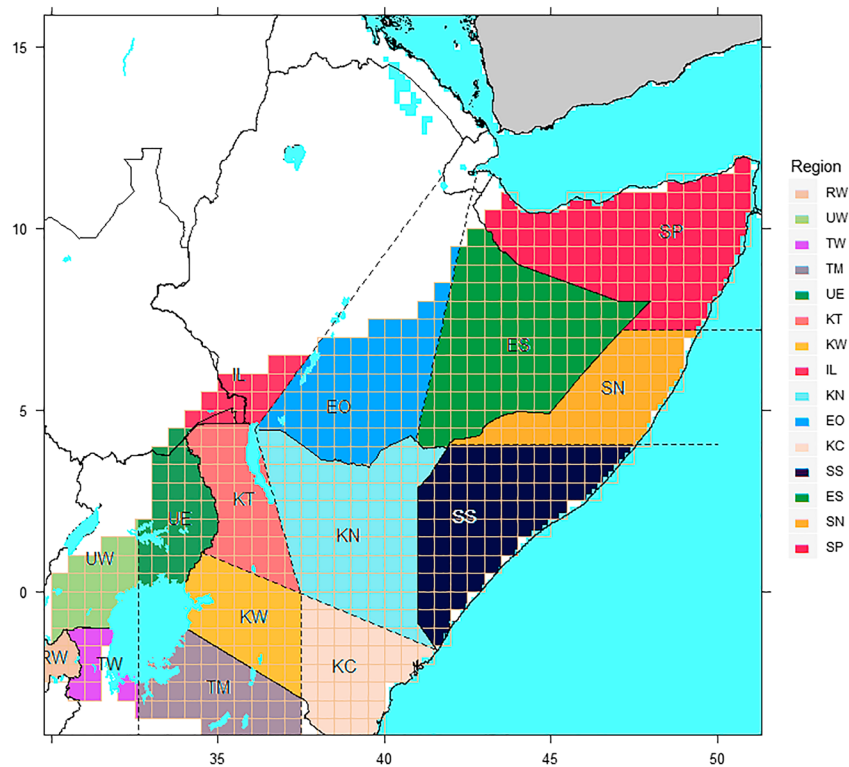 15
10
5
0
35
40
45
50
SP
ES
IL
SN
EO
KT
UE
SS
KN
UW
KW
RW
TW
KC
TM
Region
RW
UW
TW
TM
UE
KT
KW
IL
KN
EO
KC
SS
ES
SN
SP